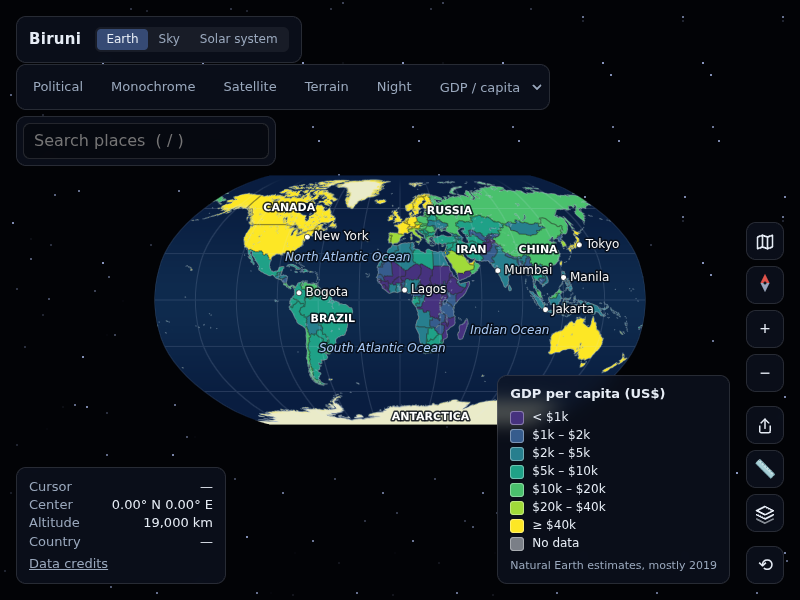 Biruni Earth Sky Solar system
Political Monochrome Satellite Terrain Night GDP / capita
Search places ( / )
CANADA
RUSSIA
New York
North Atlantic Ocean
IRAN
CHINA
Tokyo
Mumbai
Manila
Bogota
Lagos
Jakarta
BRAZIL
Indian Ocean
South Atlantic Ocean
ANTARCTICA
+
−
GDP per capita (US$)
< $1k
$1k – $2k
$2k – $5k
$5k – $10k
$10k – $20k
$20k – $40k
≥ $40k
No data
Natural Earth estimates, mostly 2019
Cursor —
Center 0.00° N 0.00° E
Altitude 19,000 km
Country —
Data credits